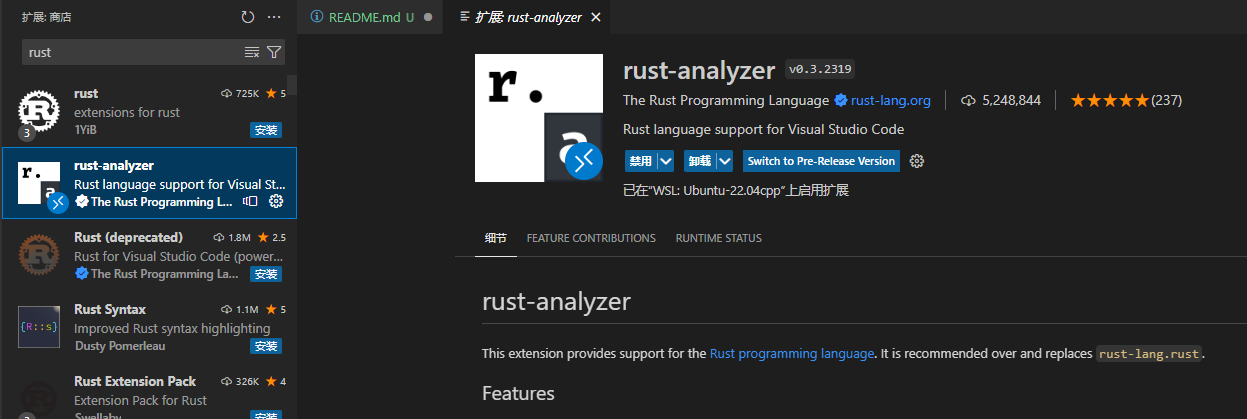 扩展: 商店
README.md U
扩展: rust-analyzer
rust
rust 725K 5
extensions for rust
1YiB 安装
3
rust-analyzer
Rust language support for Visual St...
The Rust Programming L...
Rust (deprecated) 1.8M 2.5
Rust for Visual Studio Code (power...
The Rust Programming La... 安装
{R::s}
Rust Syntax 1.1M 5
Improved Rust syntax highlighting
Dusty Pomerleau 安装
Rust Extension Pack 326K 4
Extension Pack for Rust
Swellaby 安装
r.
a
rust-analyzer v0.3.2319
The Rust Programming Language rust-lang.org 5,248,844 (237)
Rust language support for Visual Studio Code
禁用 卸载 Switch to Pre-Release Version
已在"WSL: Ubuntu-22.04cpp"上启用扩展
细节 FEATURE CONTRIBUTIONS RUNTIME STATUS
rust-analyzer
This extension provides support for the Rust programming language. It is recommended over and replaces rust-lang.rust.
Features